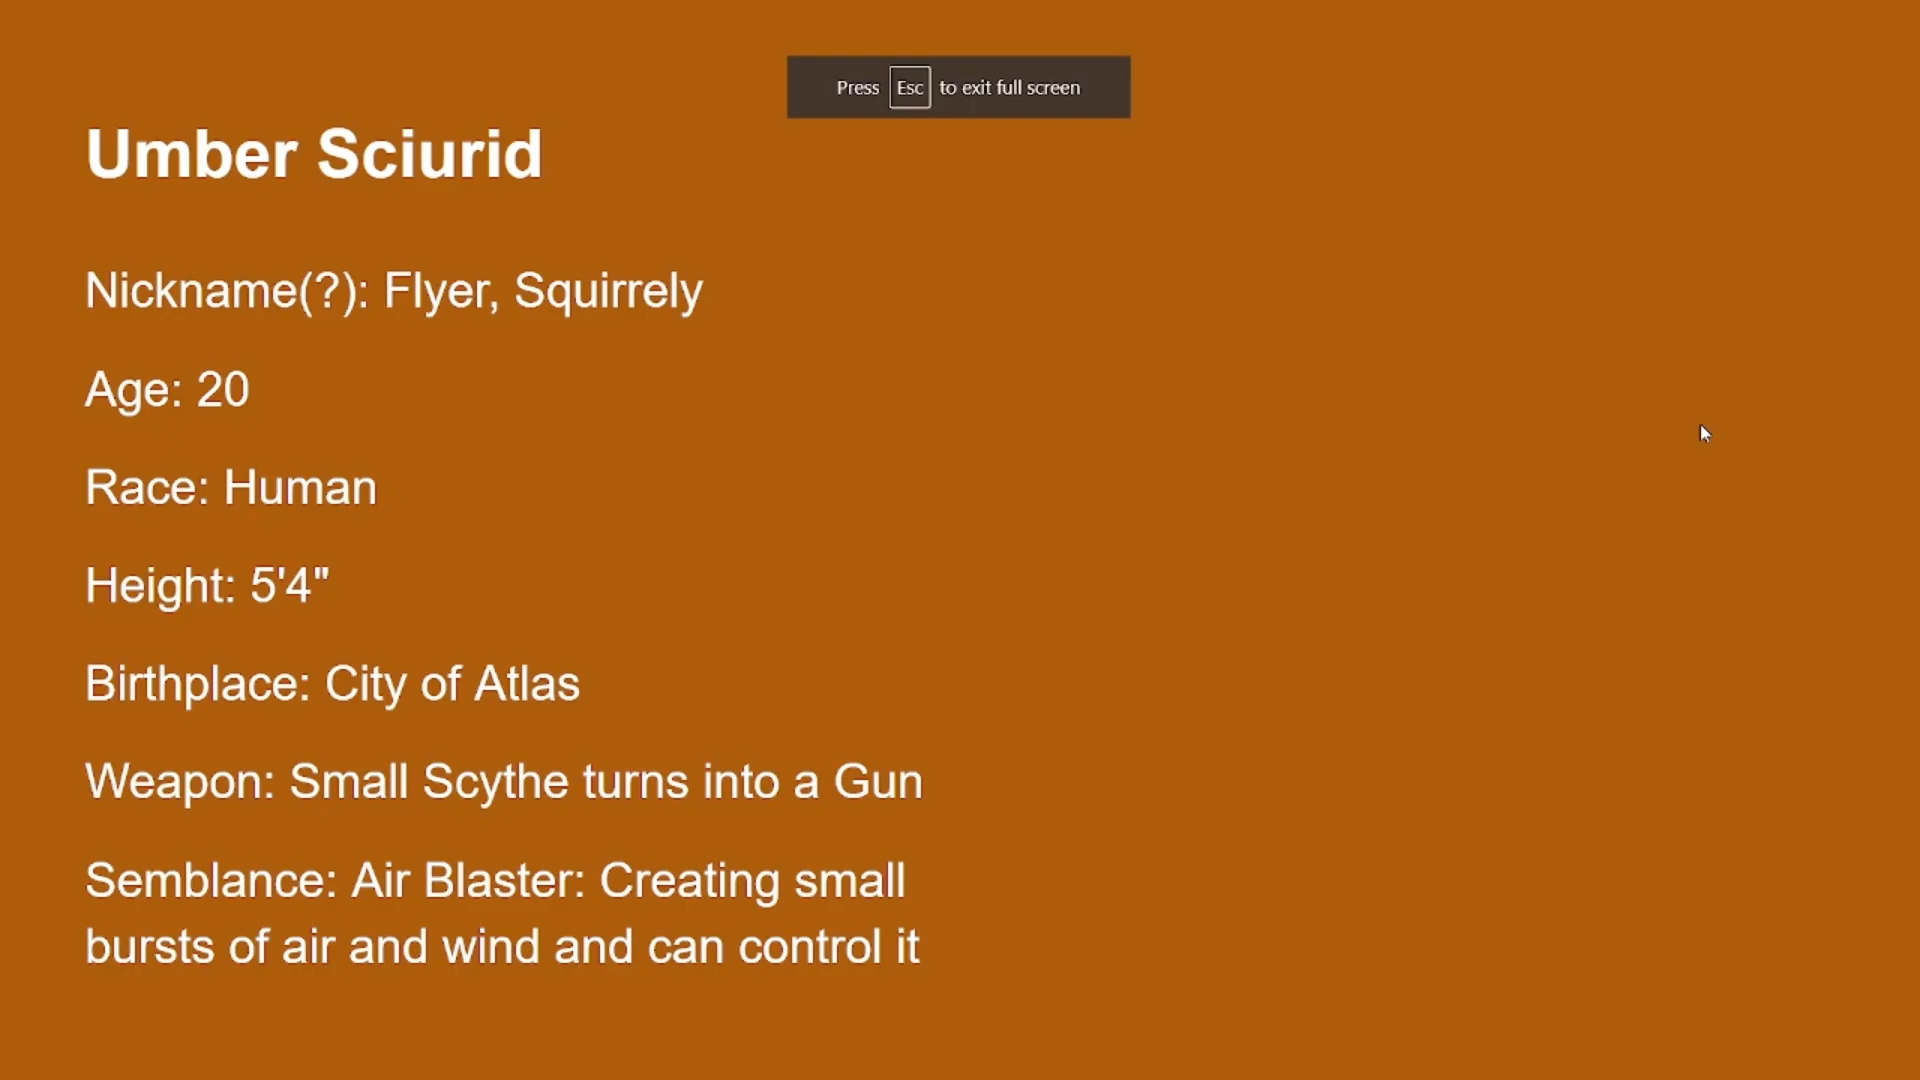 Press Esc to exit full screen
Umber Sciurid
Nickname(?): Flyer, Squirrely
Age: 20
Race: Human
Height: 5'4"
Birthplace: City of Atlas
Weapon: Small Scythe turns into a Gun
Semblance: Air Blaster: Creating small
bursts of air and wind and can control it